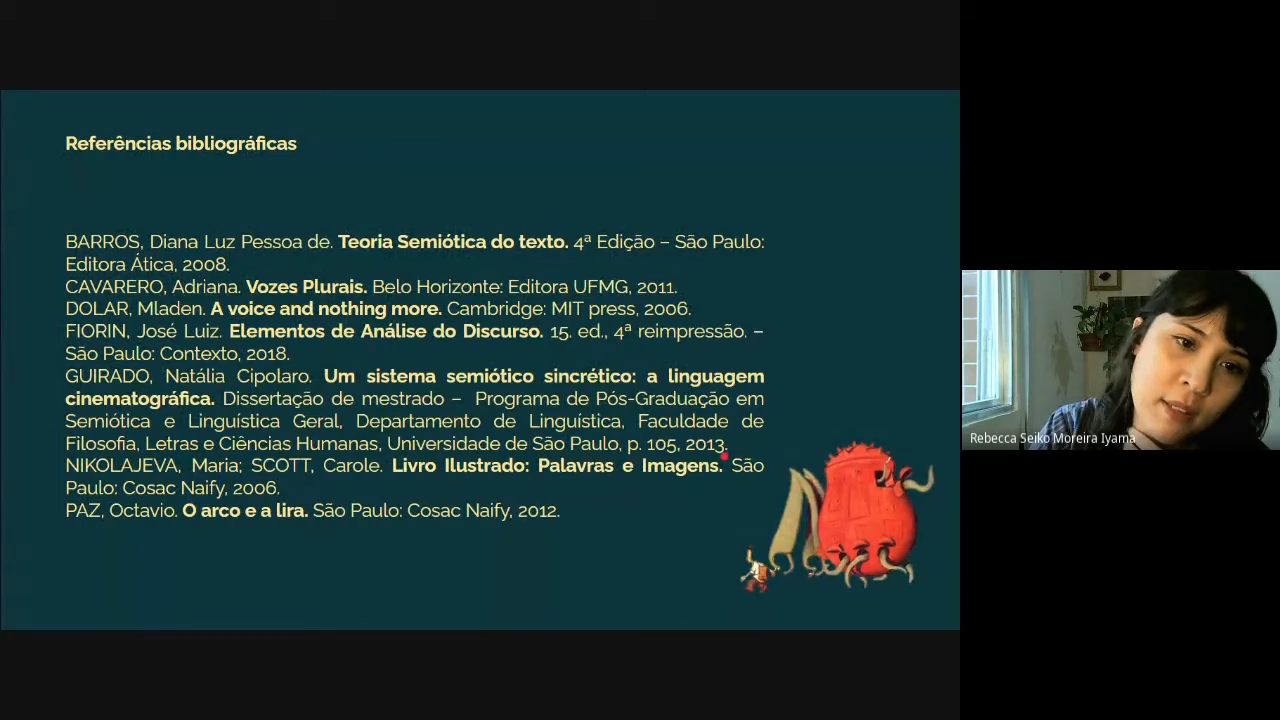 Referências bibliográficas
BARROS, Diana Luz Pessoa de. Teoria Semiótica do texto. 4ª Edição – São Paulo:
Editora Ática, 2008.
CAVARERO, Adriana. Vozes Plurais. Belo Horizonte: Editora UFMG, 2011.
DOLAR, Mladen. A voice and nothing more. Cambridge: MIT press, 2006.
FIORIN, José Luiz. Elementos de Análise do Discurso. 15. ed., 4ª reimpressão. –
São Paulo: Contexto, 2018.
GUIRADO, Natália Cipolaro. Um sistema semiótico sincrético: a linguagem
cinematográfica. Dissertação de mestrado – Programa de Pós-Graduação em
Semiótica e Linguística Geral, Departamento de Linguística, Faculdade de
Filosofia, Letras e Ciências Humanas, Universidade de São Paulo, p. 105, 2013.
NIKOLAJEVA, Maria; SCOTT, Carole. Livro Ilustrado: Palavras e Imagens. São
Paulo: Cosac Naify, 2006.
PAZ, Octavio. O arco e a lira. São Paulo: Cosac Naify, 2012.
Rebecca Seiko Moreira Iyama